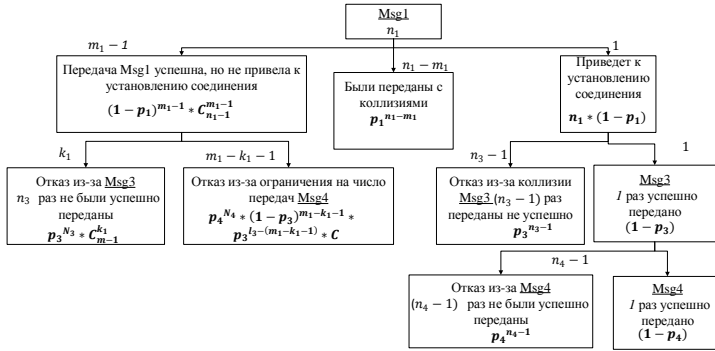 Msg1
n₁
m₁ − 1
n₁ − m₁
1
Передача Msg1 успешна, но не привела к
установлению соединения
(1 − p₁)^{m₁−1} * C_{n₁−1}^{m₁−1}
Были переданы с
коллизиями
p₁^{n₁−m₁}
Приведет к
установлению
соединения
n₁ * (1 − p₁)
k₁
m₁ − k₁ − 1
n₃ − 1
1
Отказ из-за Msg3
n₃ раз не были успешно
переданы
p₃^{N₃} * C_{m−1}^{k₁}
Отказ из-за ограничения на число
передач Msg4
p₄^{N₄} * (1 − p₃)^{m₁−k₁−1} *
p₃^{l₃−(m₁−k₁−1)} * C
Отказ из-за коллизии
Msg3 (n₃ − 1) раз
переданы не успешно
p₃^{n₃−1}
Msg3
1 раз успешно
передано
(1 − p₃)
n₄ − 1
1
Отказ из-за Msg4
(n₄ − 1) раз не были успешно
переданы
p₄^{n₄−1}
Msg4
1 раз успешно
передано
(1 − p₄)